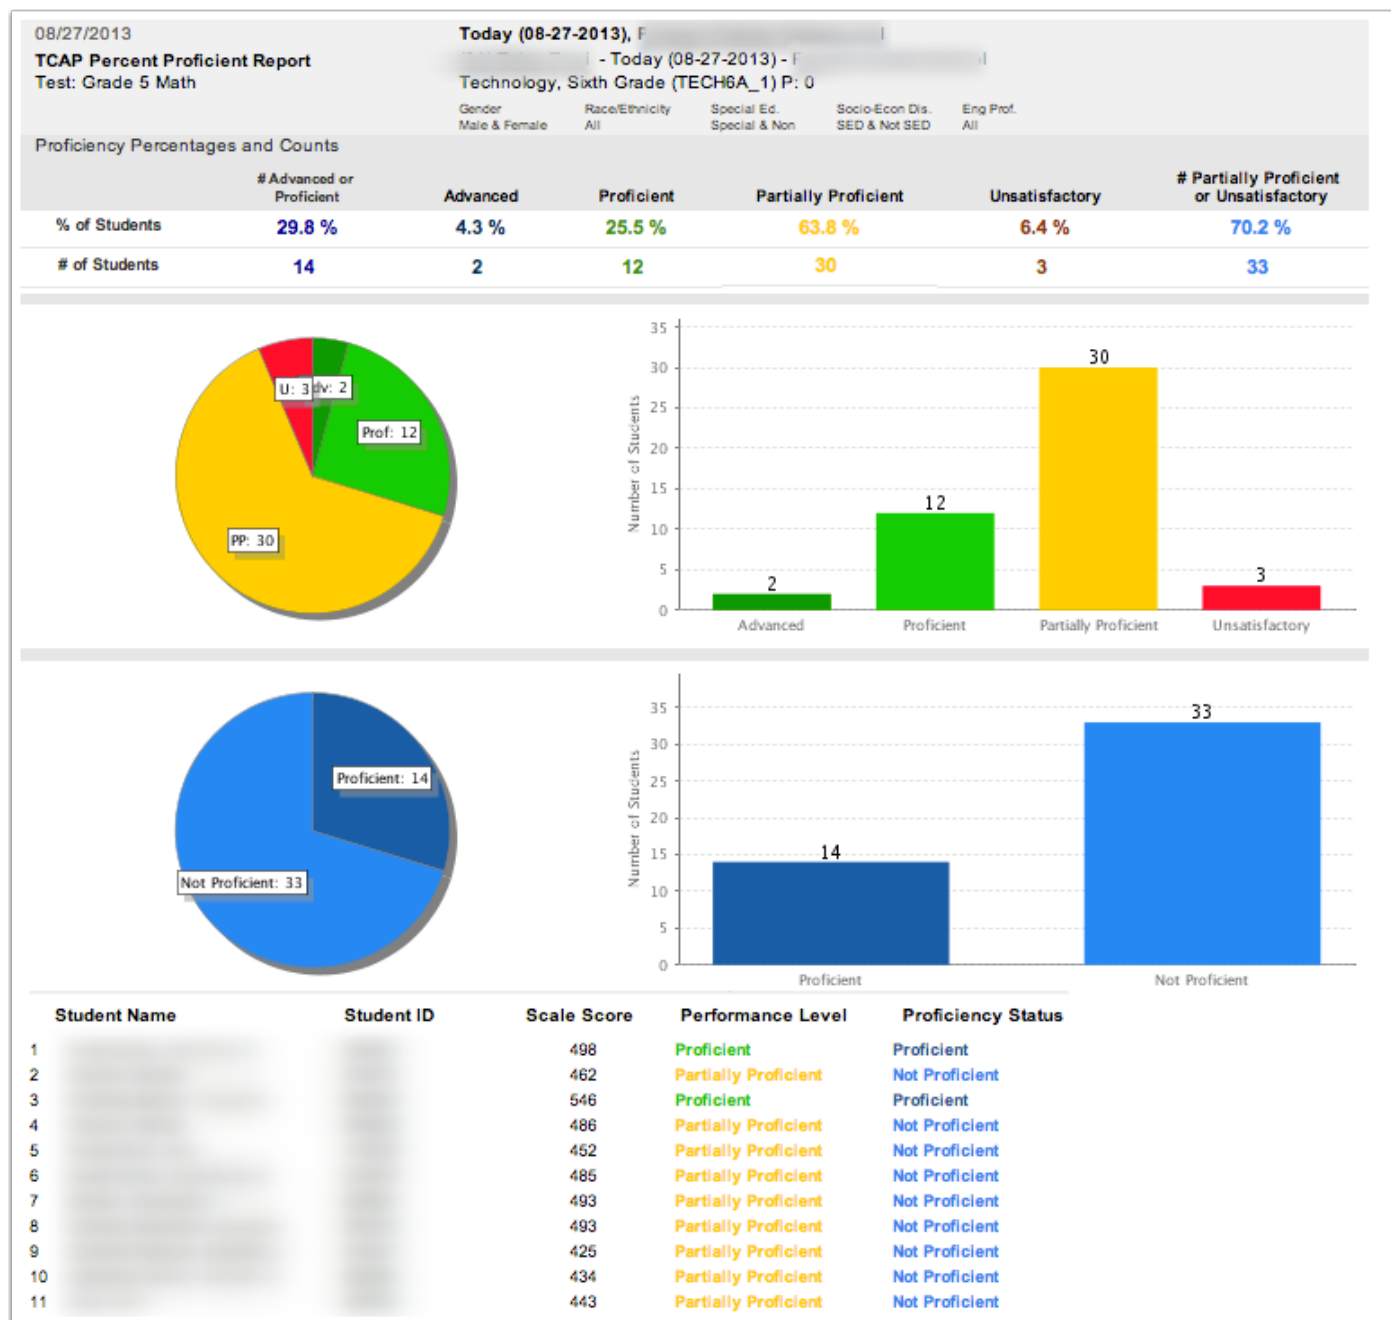 08/27/2013
Today (08-27-2013),
TCAP Percent Proficient Report
- Today (08-27-2013) -
Test: Grade 5 Math
Technology, Sixth Grade (TECH6A_1) P: 0
Gender Race/Ethnicity Special Ed. Socio-Econ Dis. Eng Prof.
Male & Female All Special & Non SED & Not SED All
Proficiency Percentages and Counts
# Advanced or Proficient Advanced Proficient Partially Proficient Unsatisfactory # Partially Proficient or Unsatisfactory
% of Students 29.8 % 4.3 % 25.5 % 63.8 % 6.4 % 70.2 %
# of Students 14 2 12 30 3 33
U: 3
dv: 2
Prof: 12
PP: 30
Number of Students
35
30
25
20
15
10
5
0
2
12
30
3
Advanced Proficient Partially Proficient Unsatisfactory
Proficient: 14
Not Proficient: 33
Number of Students
35
30
25
20
15
10
5
0
14
33
Proficient Not Proficient
Student Name Student ID Scale Score Performance Level Proficiency Status
1 498 Proficient Proficient
2 462 Partially Proficient Not Proficient
3 546 Proficient Proficient
4 486 Partially Proficient Not Proficient
5 452 Partially Proficient Not Proficient
6 485 Partially Proficient Not Proficient
7 493 Partially Proficient Not Proficient
8 493 Partially Proficient Not Proficient
9 425 Partially Proficient Not Proficient
10 434 Partially Proficient Not Proficient
11 443 Partially Proficient Not Proficient